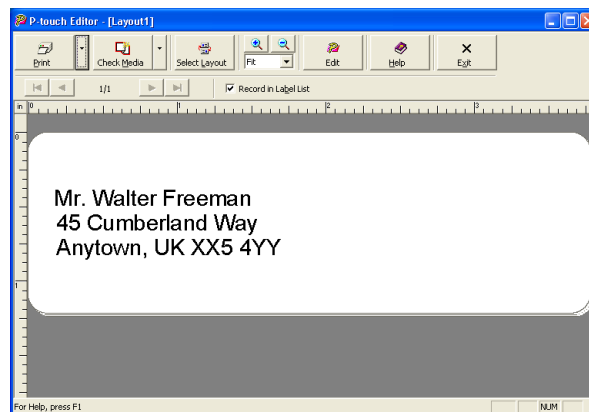 P-touch Editor - [Layout1]
Print Check Media Select Layout Fit Edit Help Exit
1/1 Record in Label List
in 0 1 2 3
0
1
Mr. Walter Freeman
45 Cumberland Way
Anytown, UK XX5 4YY
For Help, press F1 NUM